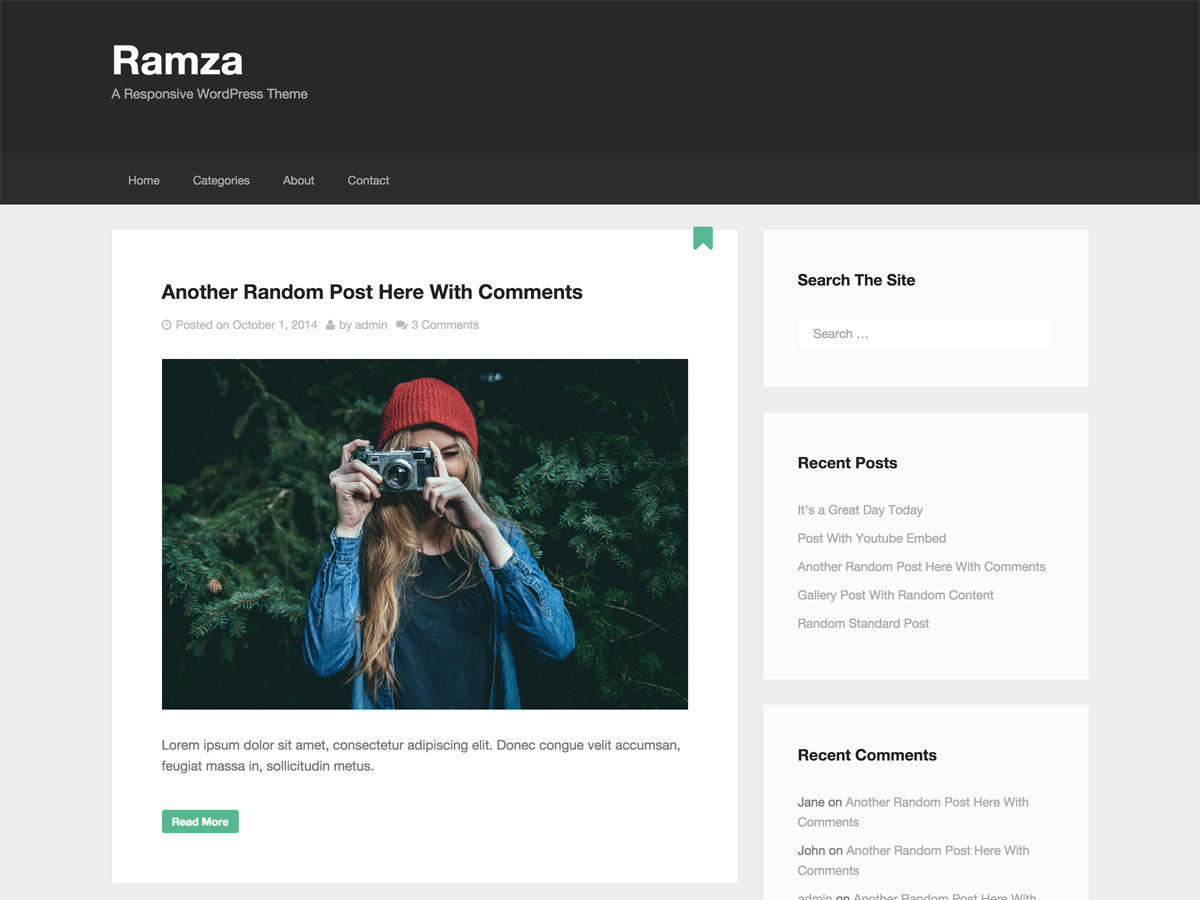 Ramza
A Responsive WordPress Theme
Home Categories About Contact
Another Random Post Here With Comments
Posted on October 1, 2014 by admin 3 Comments
Lorem ipsum dolor sit amet, consectetur adipiscing elit. Donec congue velit accumsan,
feugiat massa in, sollicitudin metus.
Read More
Search The Site
Search …
Recent Posts
It's a Great Day Today
Post With Youtube Embed
Another Random Post Here With Comments
Gallery Post With Random Content
Random Standard Post
Recent Comments
Jane on Another Random Post Here With
Comments
John on Another Random Post Here With
Comments
admin on Another Random Post Here With